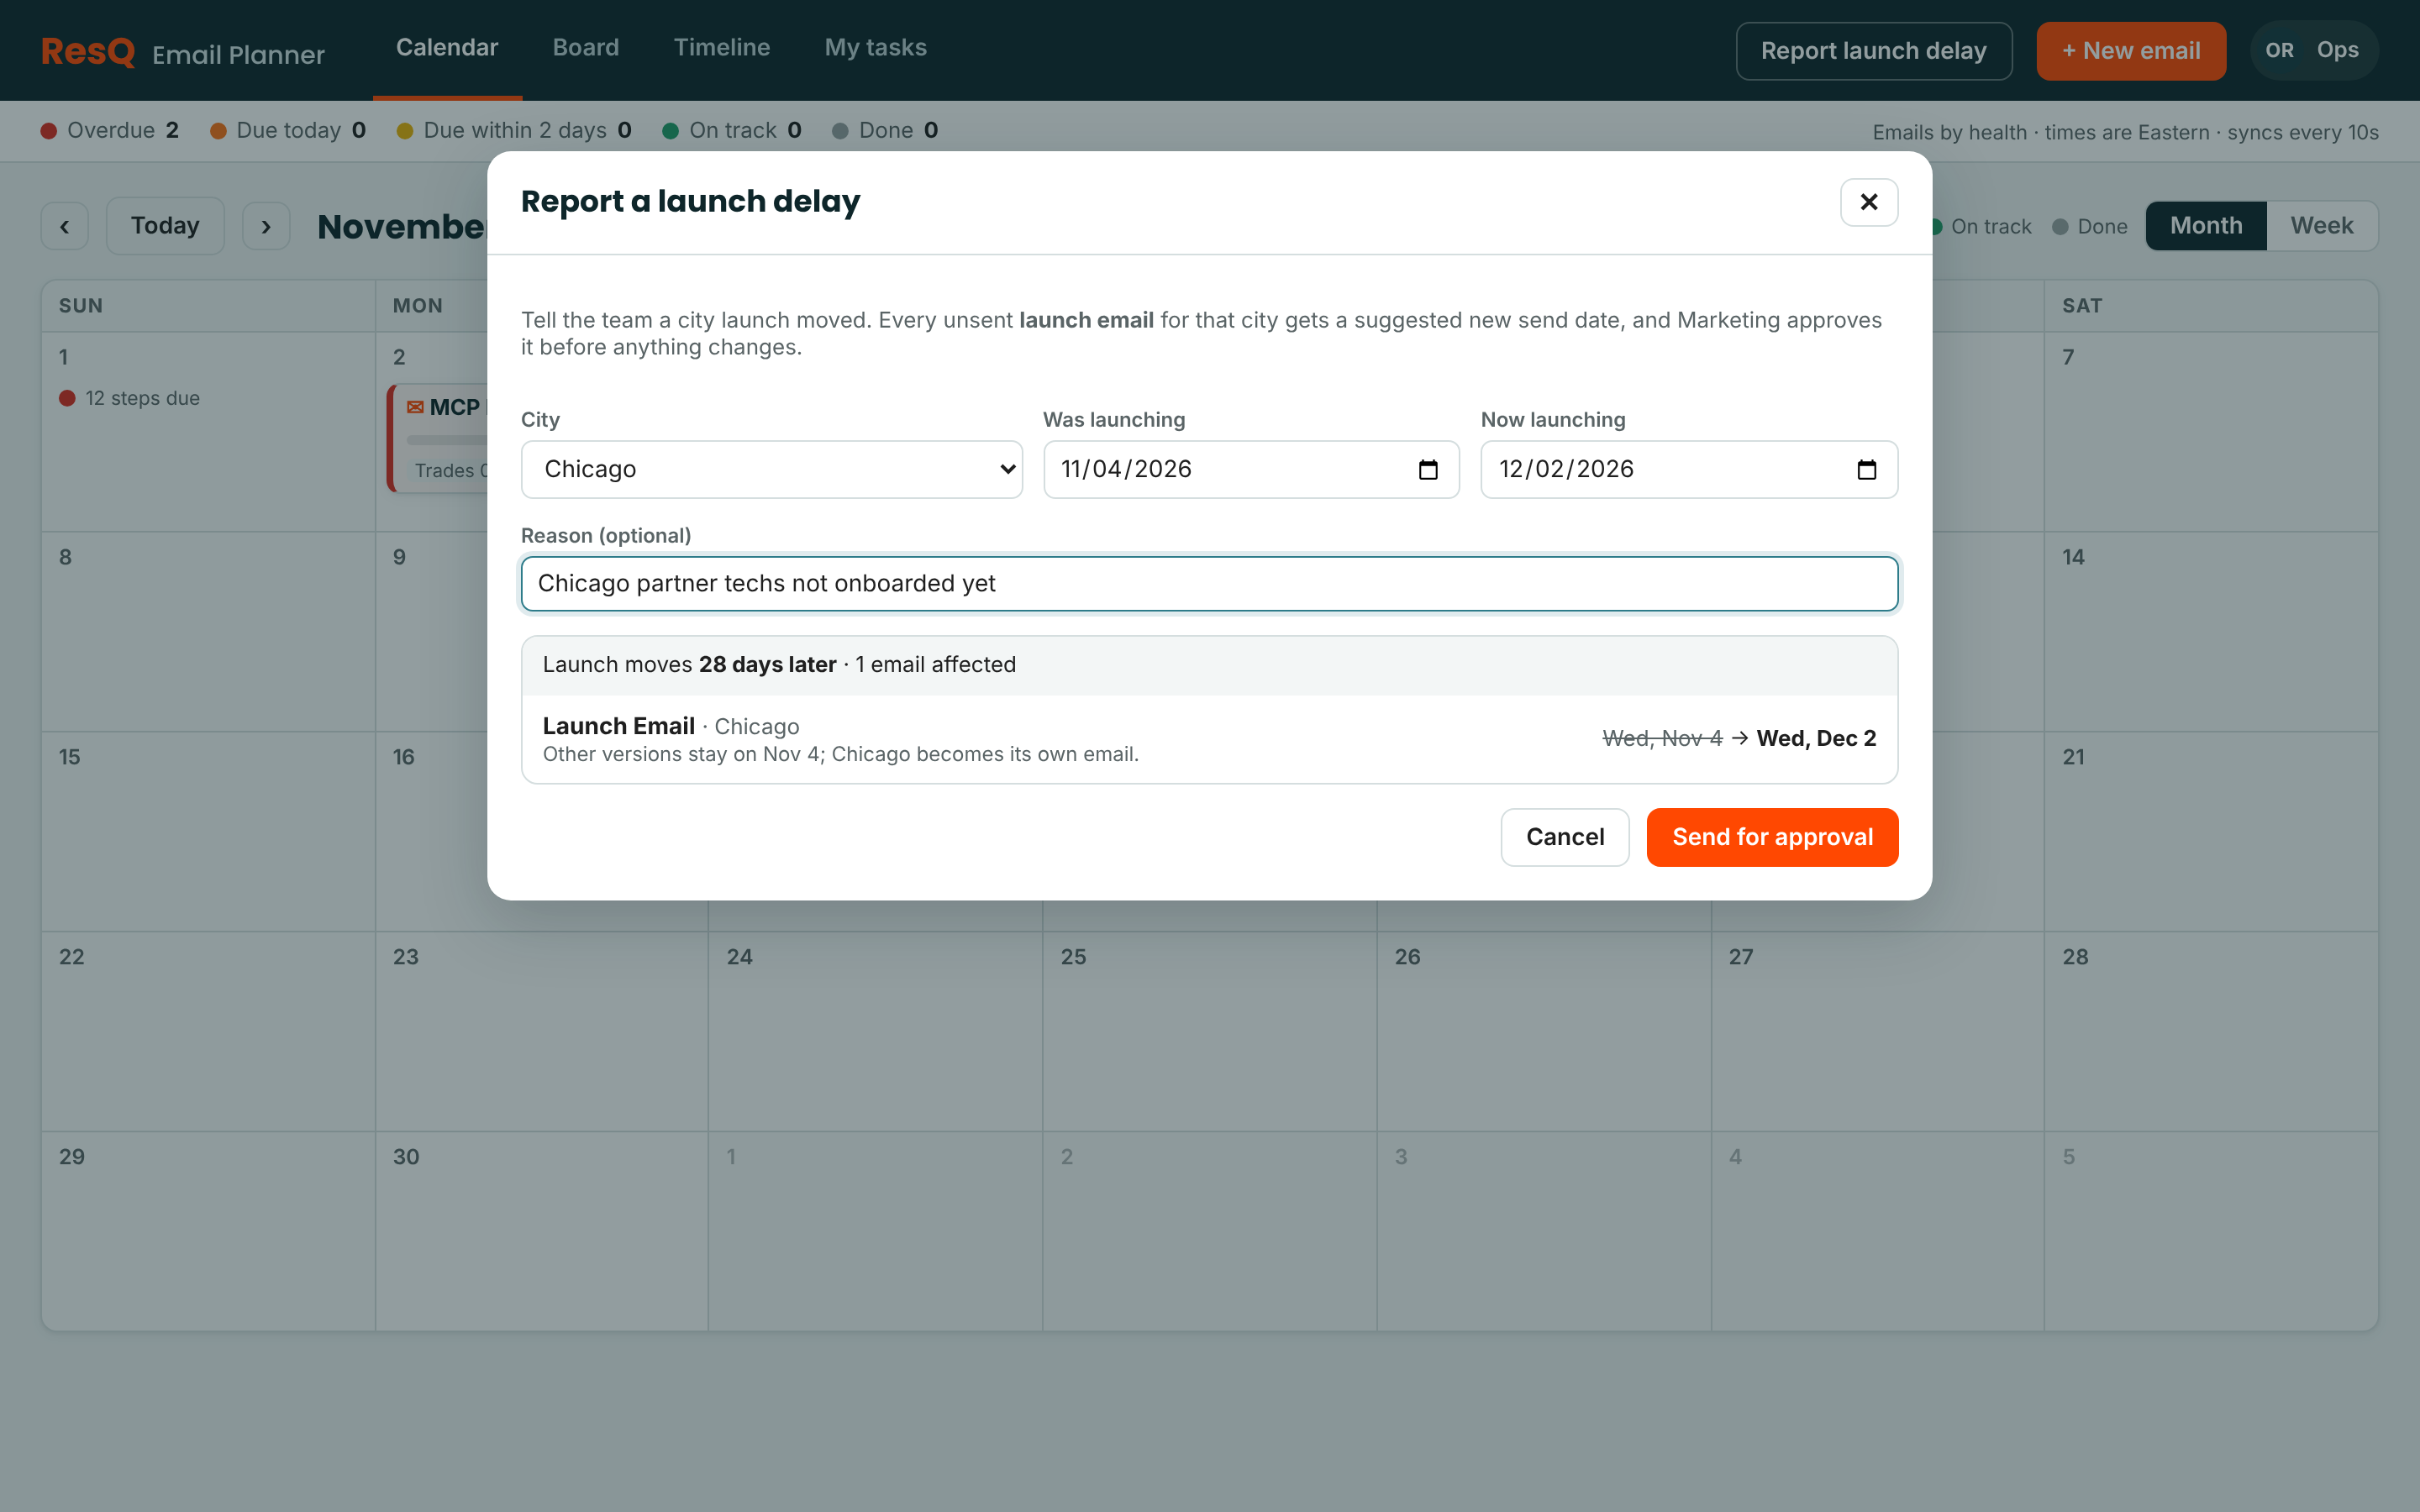 ResQ Email Planner Calendar Board Timeline My tasks Report launch delay + New email OR Ops
Overdue 2 Due today 0 Due within 2 days 0 On track 0 Done 0 Emails by health · times are Eastern · syncs every 10s
‹ Today › November On track Done Month Week
Report a launch delay ✕
SUN MON SAT
Tell the team a city launch moved. Every unsent launch email for that city gets a suggested new send date, and Marketing approves
it before anything changes.
1 2 7
12 steps due
✉ MCP
Trades
City Was launching Now launching
Chicago 11/04/2026 12/02/2026
Reason (optional)
Chicago partner techs not onboarded yet
8 9 14
Launch moves 28 days later · 1 email affected
Launch Email · Chicago
Other versions stay on Nov 4; Chicago becomes its own email.
Wed, Nov 4 → Wed, Dec 2
15 16 21
Cancel Send for approval
22 23 24 25 26 27 28
29 30 1 2 3 4 5